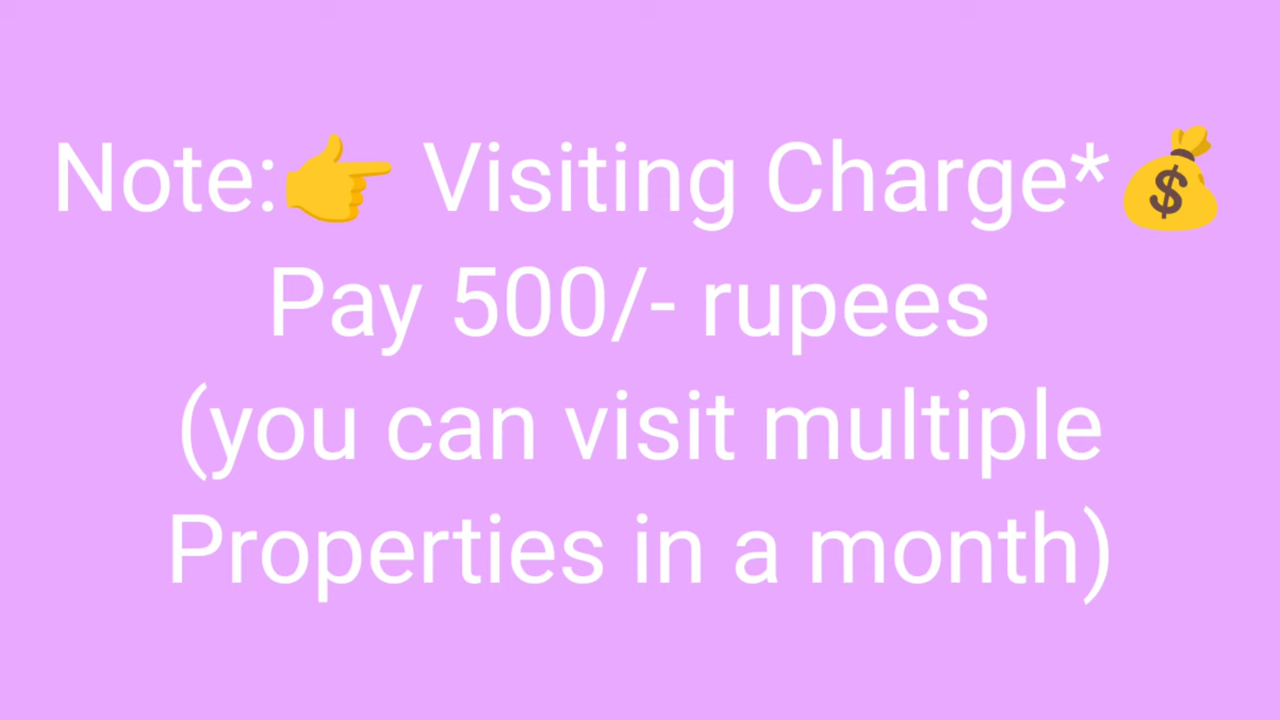 Note:👉 Visiting Charge*💰
Pay 500/- rupees
(you can visit multiple
Properties in a month)